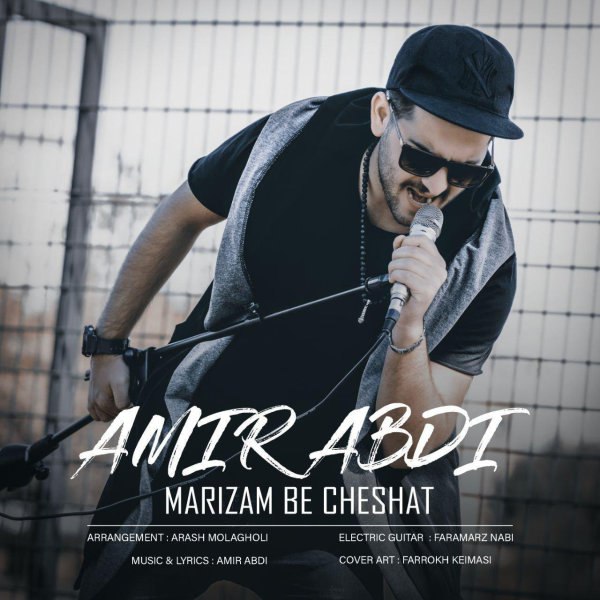 NY
AMIR ABDI
MARIZAM BE CHESHAT
ARRANGEMENT : ARASH MOLAGHOLI
ELECTRIC GUITAR : FARAMARZ NABI
MUSIC & LYRICS : AMIR ABDI
COVER ART : FARROKH KEIMASI